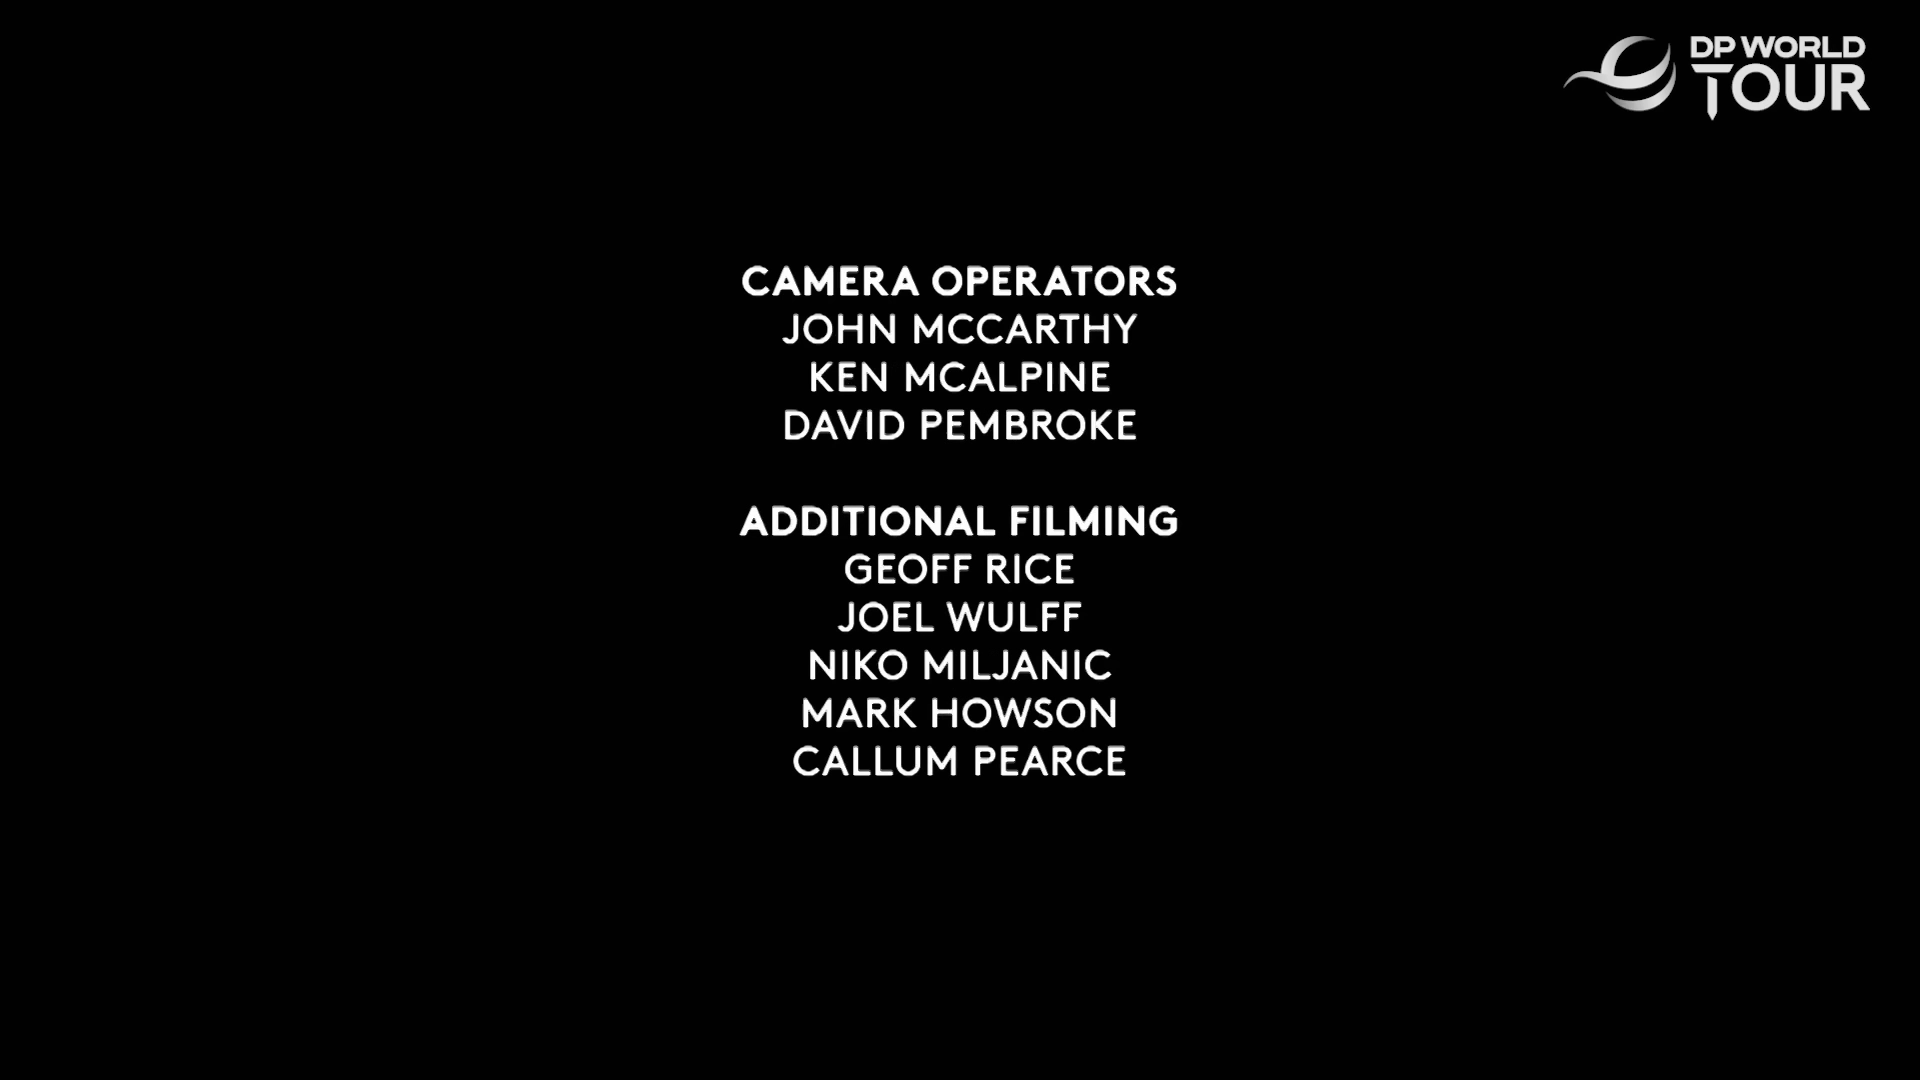 DP WORLD
TOUR
CAMERA OPERATORS
JOHN MCCARTHY
KEN MCALPINE
DAVID PEMBROKE
ADDITIONAL FILMING
GEOFF RICE
JOEL WULFF
NIKO MILJANIC
MARK HOWSON
CALLUM PEARCE